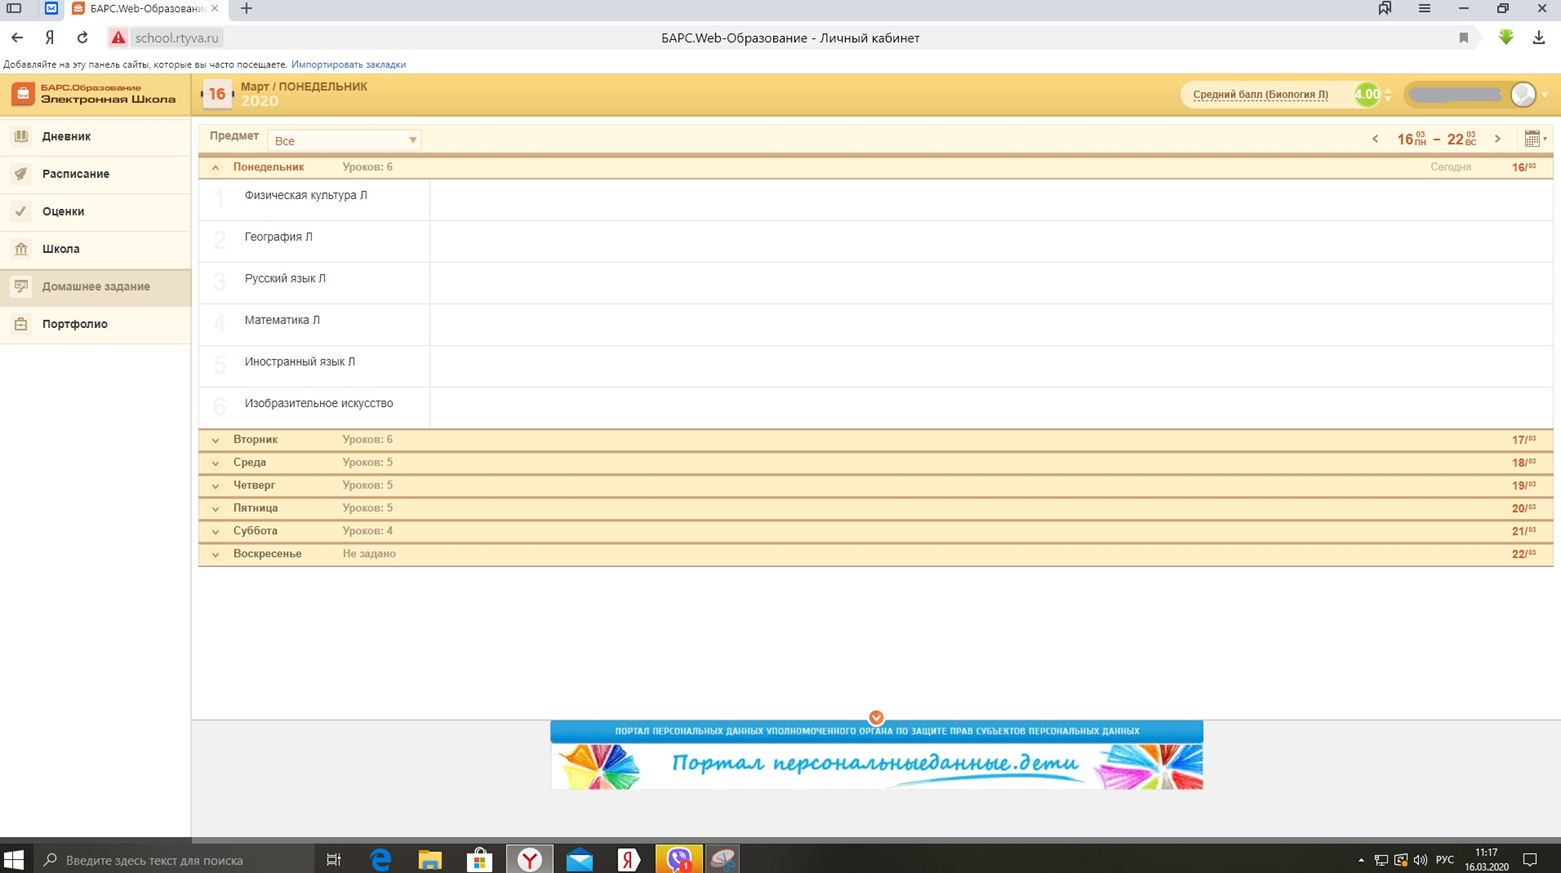 БАРС.Web-Образовани
school.rtyva.ru
БАРС.Web-Образование - Личный кабинет
Добавляйте на эту панель сайты, которые вы часто посещаете. Импортировать закладки
БАРС.Образование
Электронная Школа
16
Март / ПОНЕДЕЛЬНИК
2020
Средний балл (Биология Л)
4.00
Дневник
Расписание
Оценки
Школа
Домашнее задание
Портфолио
Предмет
Все
16 03 ПН – 22 03 ВС
Понедельник Уроков: 6 Сегодня 16/03
1 Физическая культура Л
2 География Л
3 Русский язык Л
4 Математика Л
5 Иностранный язык Л
6 Изобразительное искусство
Вторник Уроков: 6 17/03
Среда Уроков: 5 18/03
Четверг Уроков: 5 19/03
Пятница Уроков: 5 20/03
Суббота Уроков: 4 21/03
Воскресенье Не задано 22/03
ПОРТАЛ ПЕРСОНАЛЬНЫХ ДАННЫХ УПОЛНОМОЧЕННОГО ОРГАНА ПО ЗАЩИТЕ ПРАВ СУБЪЕКТОВ ПЕРСОНАЛЬНЫХ ДАННЫХ
Портал персональныеданные.дети
Введите здесь текст для поиска
РУС
11:17
16.03.2020